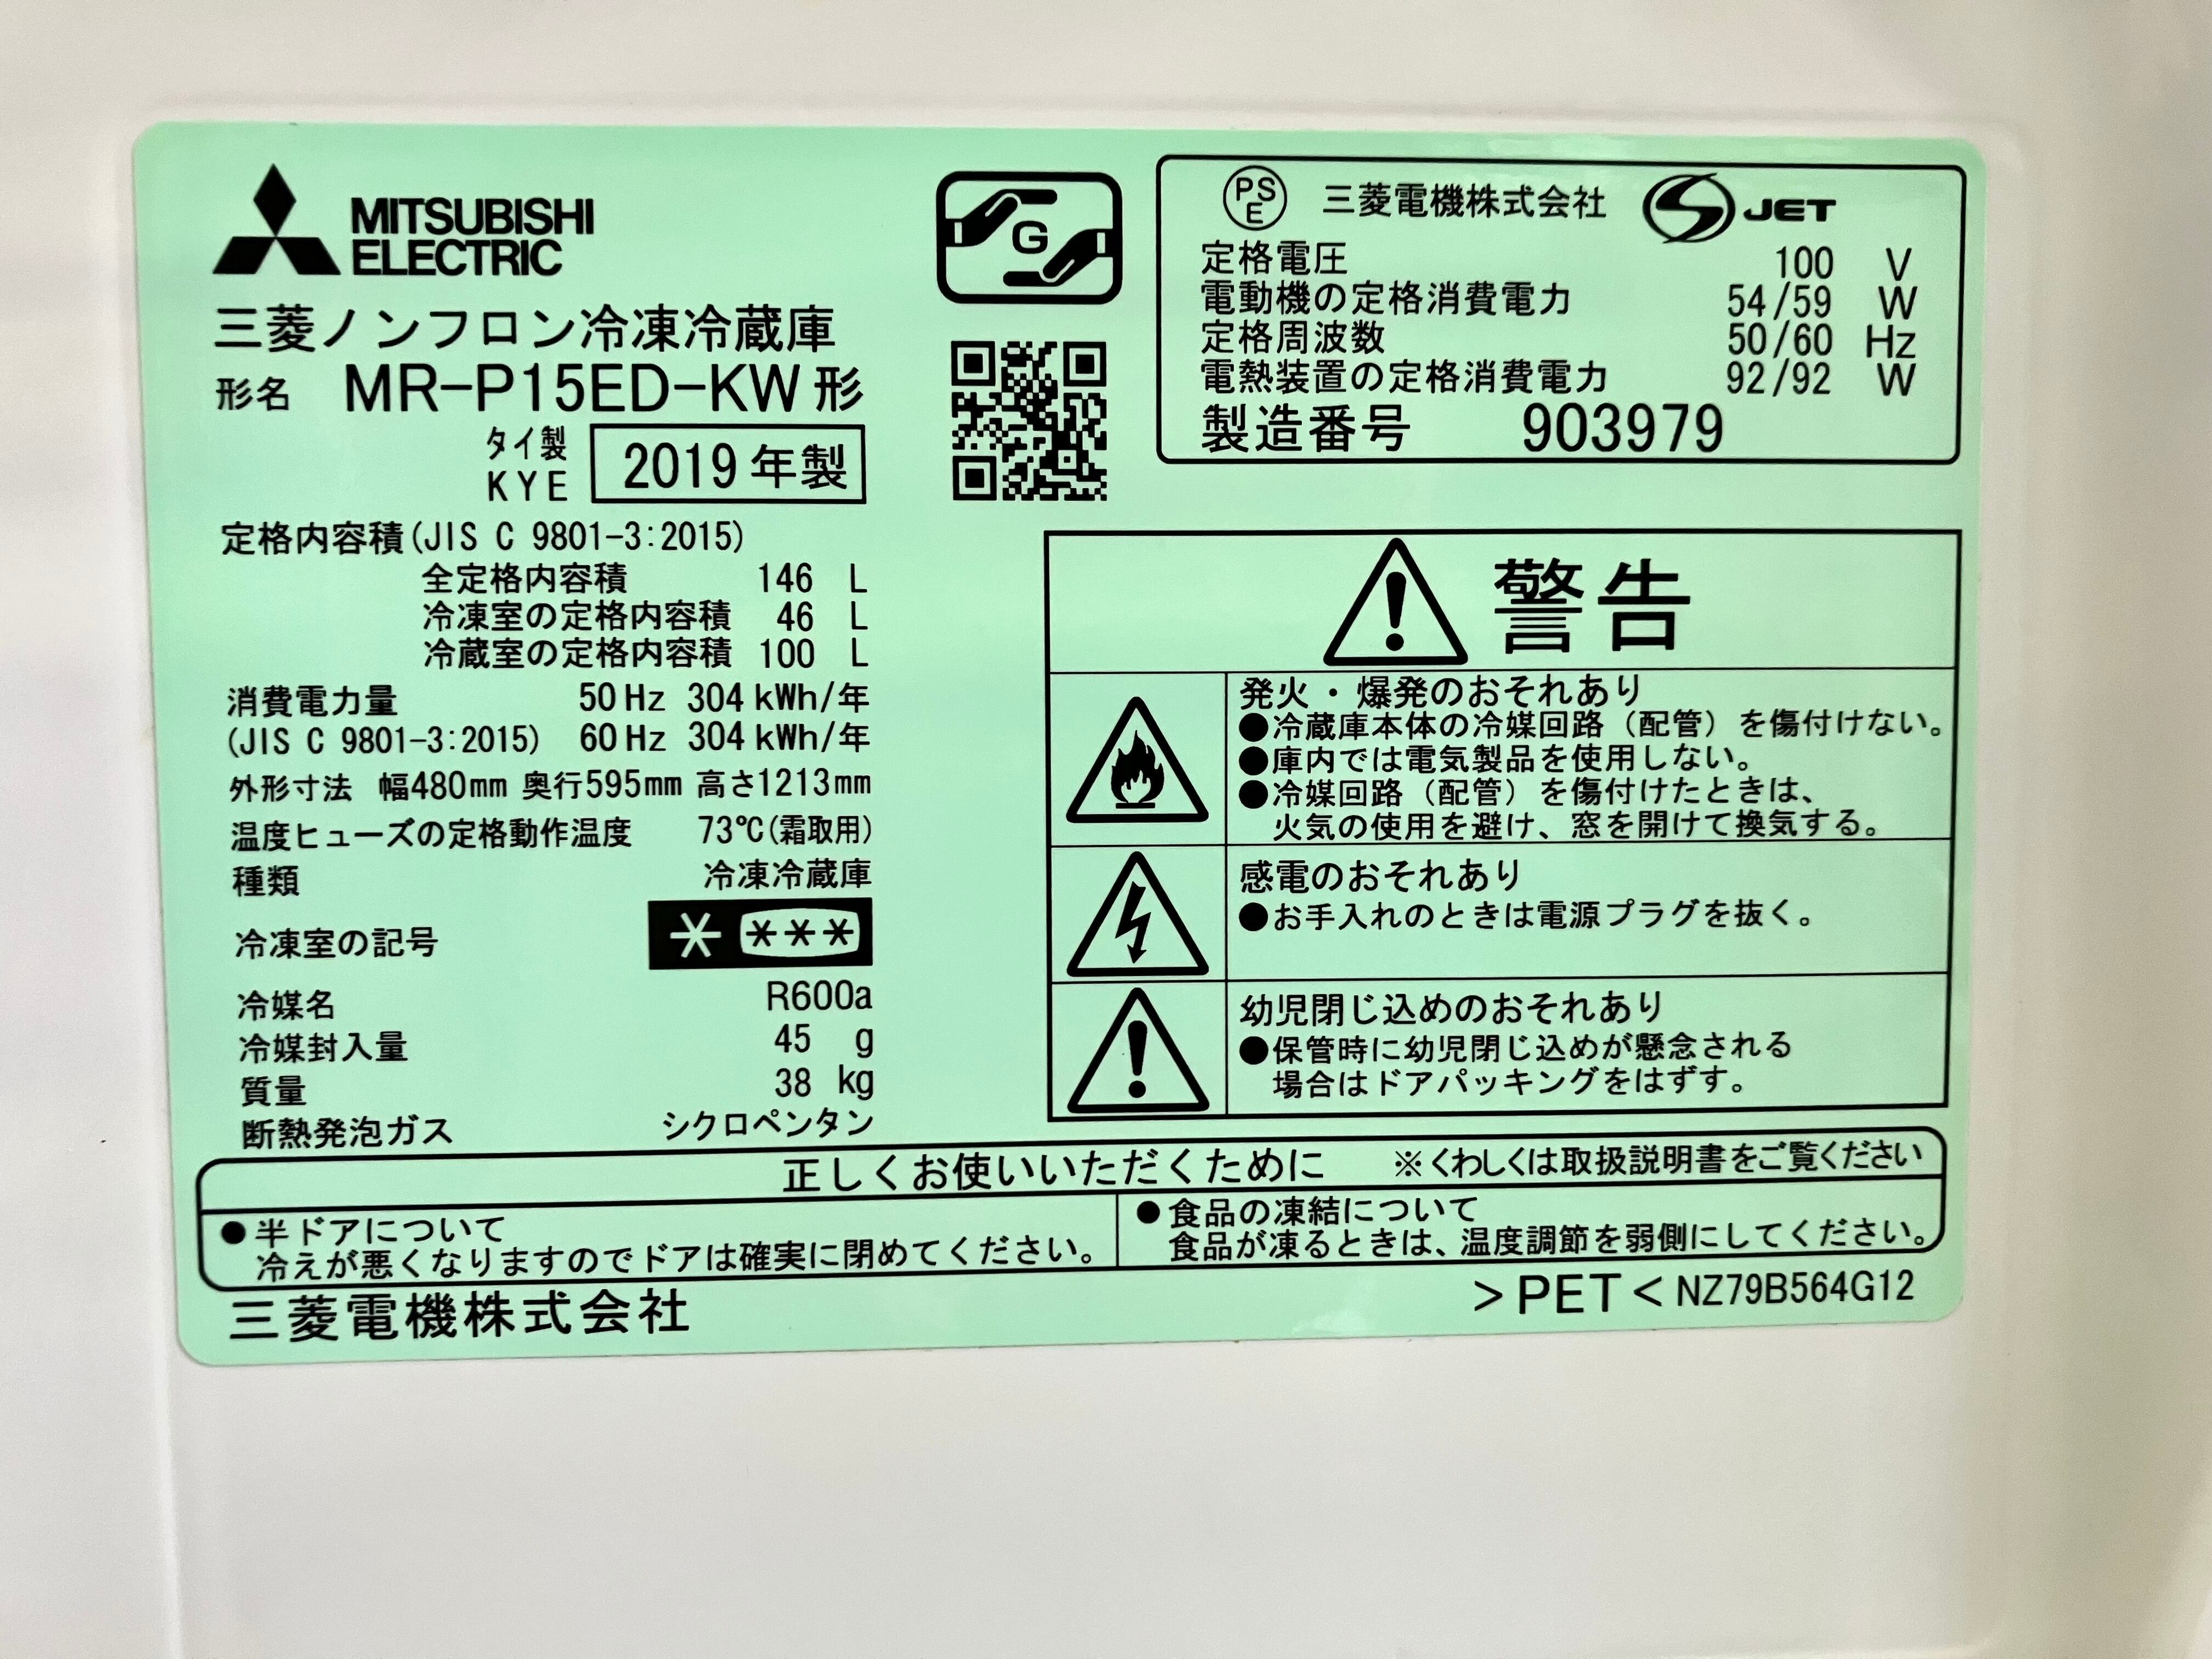 MITSUBISHI
ELECTRIC
三菱ノンフロン冷凍冷蔵庫
形名 MR-P15ED-KW形
タイ製
KYE
2019年製
定格内容積(JIS C 9801-3:2015)
全定格内容積 146 L
冷凍室の定格内容積 46 L
冷蔵室の定格内容積 100 L
消費電力量 50Hz 304kWh/年
(JIS C 9801-3:2015) 60Hz 304kWh/年
外形寸法 幅480mm 奥行595mm 高さ1213mm
温度ヒューズの定格動作温度 73℃(霜取用)
種類 冷凍冷蔵庫
冷凍室の記号 * ***
冷媒名 R600a
冷媒封入量 45 g
質量 38 kg
断熱発泡ガス シクロペンタン
G
PS
E
三菱電機株式会社 JET
定格電圧 100 V
電動機の定格消費電力 54/59 W
定格周波数 50/60 Hz
電熱装置の定格消費電力 92/92 W
製造番号 903979
警告
発火・爆発のおそれあり
●冷蔵庫本体の冷媒回路（配管）を傷付けない。
●庫内では電気製品を使用しない。
●冷媒回路（配管）を傷付けたときは、
火気の使用を避け、窓を開けて換気する。
感電のおそれあり
●お手入れのときは電源プラグを抜く。
幼児閉じ込めのおそれあり
●保管時に幼児閉じ込めが懸念される
場合はドアパッキングをはずす。
正しくお使いいただくために ※くわしくは取扱説明書をご覧ください
●半ドアについて
冷えが悪くなりますのでドアは確実に閉めてください。
●食品の凍結について
食品が凍るときは、温度調節を弱側にしてください。
三菱電機株式会社
>PET< NZ79B564G12